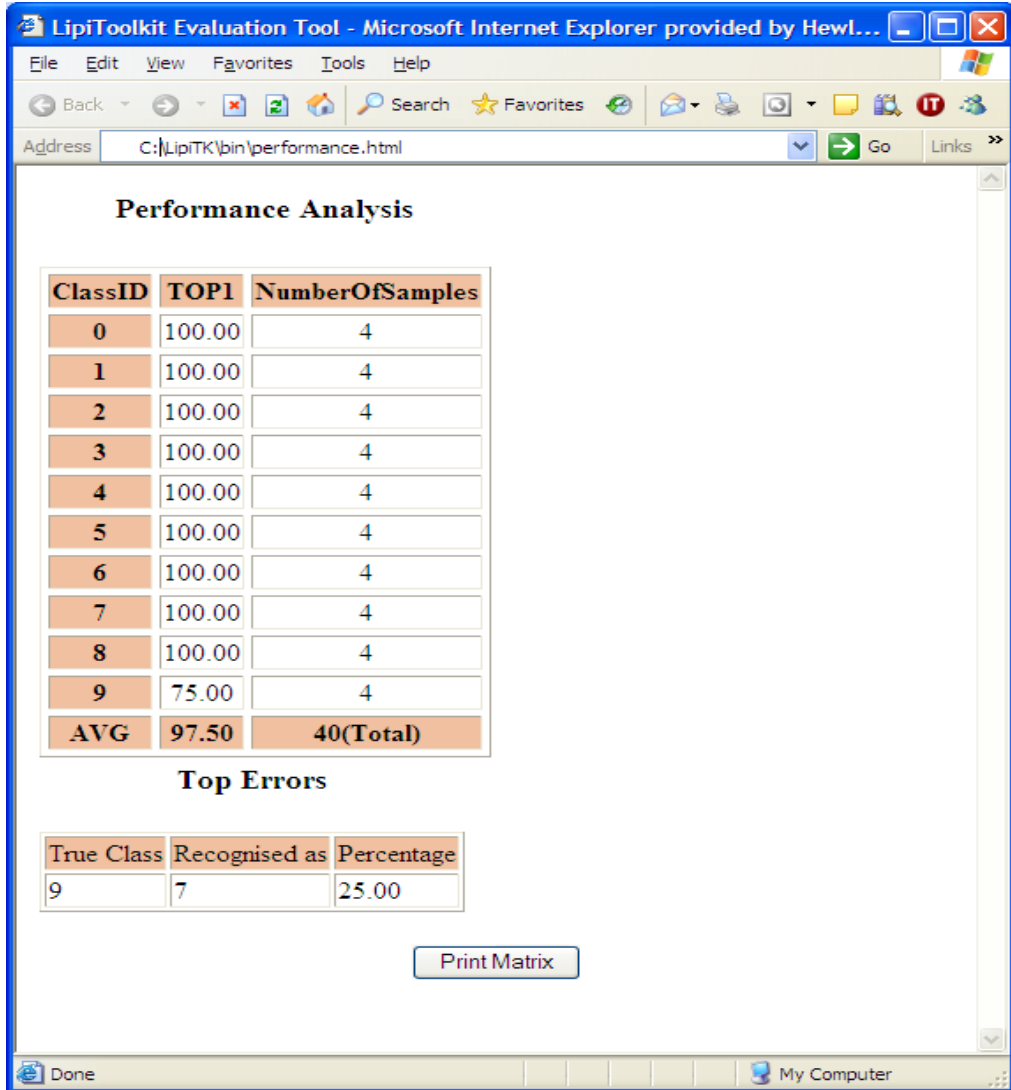 LipiToolkit Evaluation Tool - Microsoft Internet Explorer provided by Hewl...
File Edit View Favorites Tools Help
Back Search Favorites
Address C:\LipiTK\bin\performance.html Go Links »
Performance Analysis
ClassID TOP1 NumberOfSamples
0 100.00 4
1 100.00 4
2 100.00 4
3 100.00 4
4 100.00 4
5 100.00 4
6 100.00 4
7 100.00 4
8 100.00 4
9 75.00 4
AVG 97.50 40(Total)
Top Errors
True Class Recognised as Percentage
9 7 25.00
Print Matrix
Done My Computer